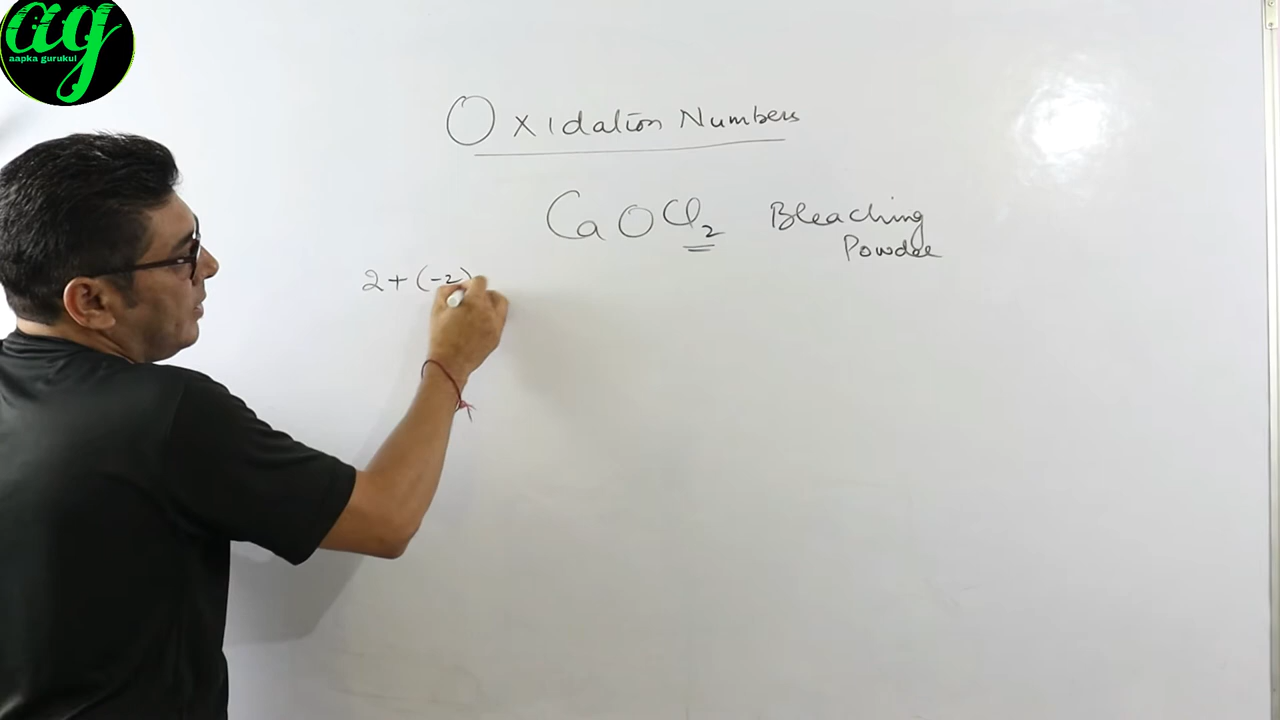 ag
aapka gurukul
Oxidation Numbers
CaOCl₂ Bleaching
Powder
2+(-2)